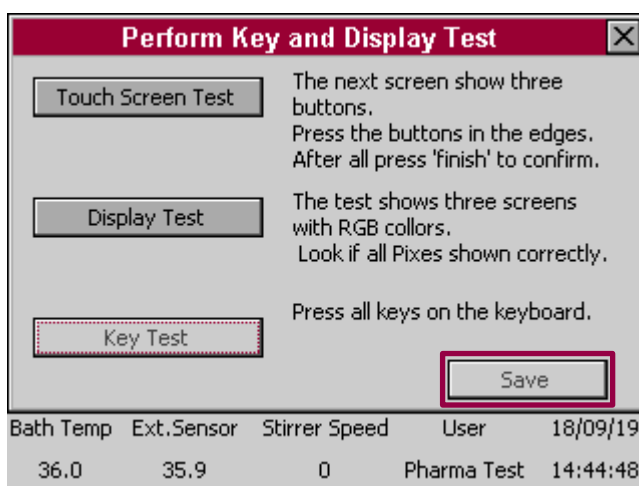 Perform Key and Display Test
Touch Screen Test
The next screen show three
buttons.
Press the buttons in the edges.
After all press 'finish' to confirm.
Display Test
The test shows three screens
with RGB collors.
Look if all Pixes shown correctly.
Key Test
Press all keys on the keyboard.
Save
Bath Temp Ext.Sensor Stirrer Speed User 18/09/19
36.0 35.9 0 Pharma Test 14:44:48